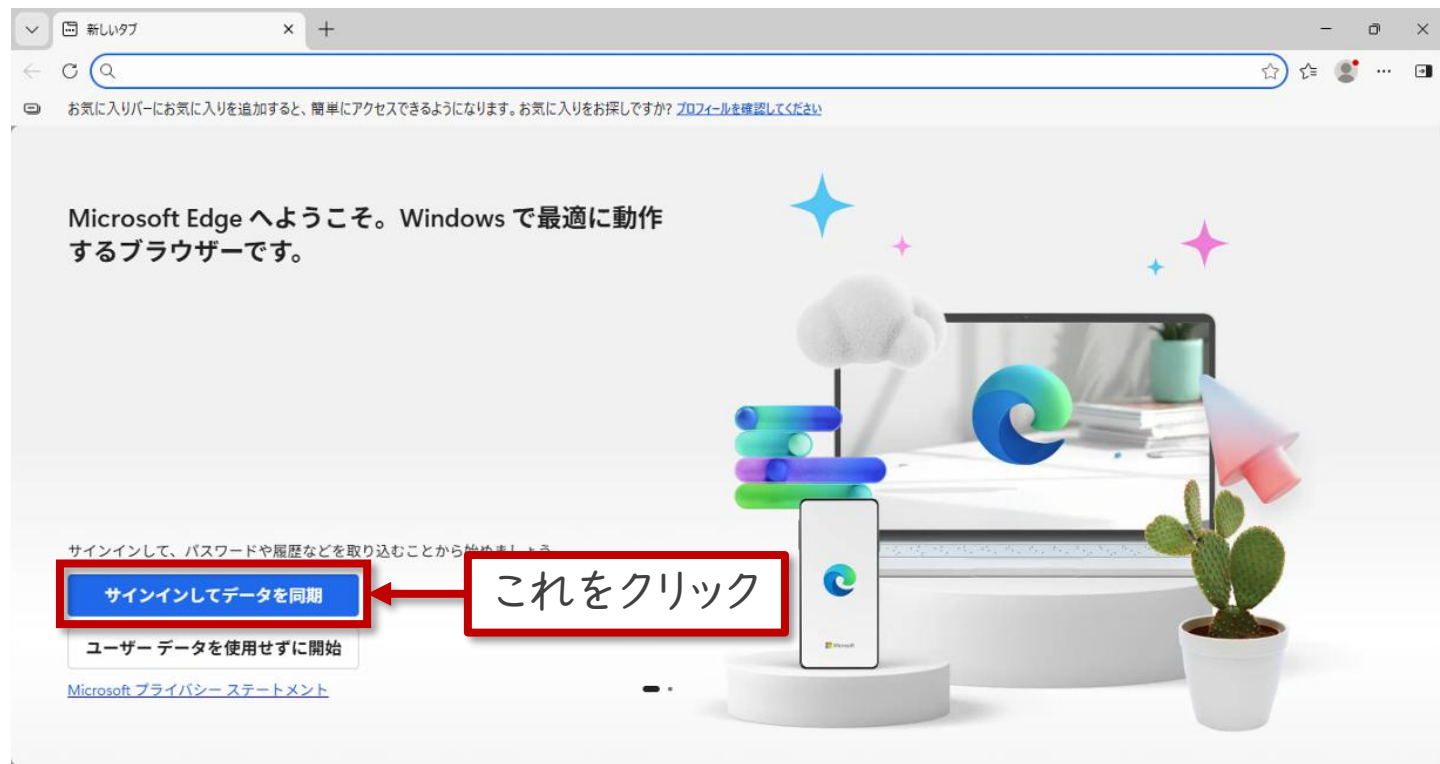 新しいタブ
お気に入りバーにお気に入りを追加すると、簡単にアクセスできるようになります。お気に入りをお探しですか? プロフィールを確認してください
Microsoft Edge へようこそ。Windows で最適に動作
するブラウザーです。
サインインして、パスワードや履歴などを取り込むことから始めましょう
サインインしてデータを同期
これをクリック
ユーザー データを使用せずに開始
Microsoft プライバシー ステートメント
Microsoft